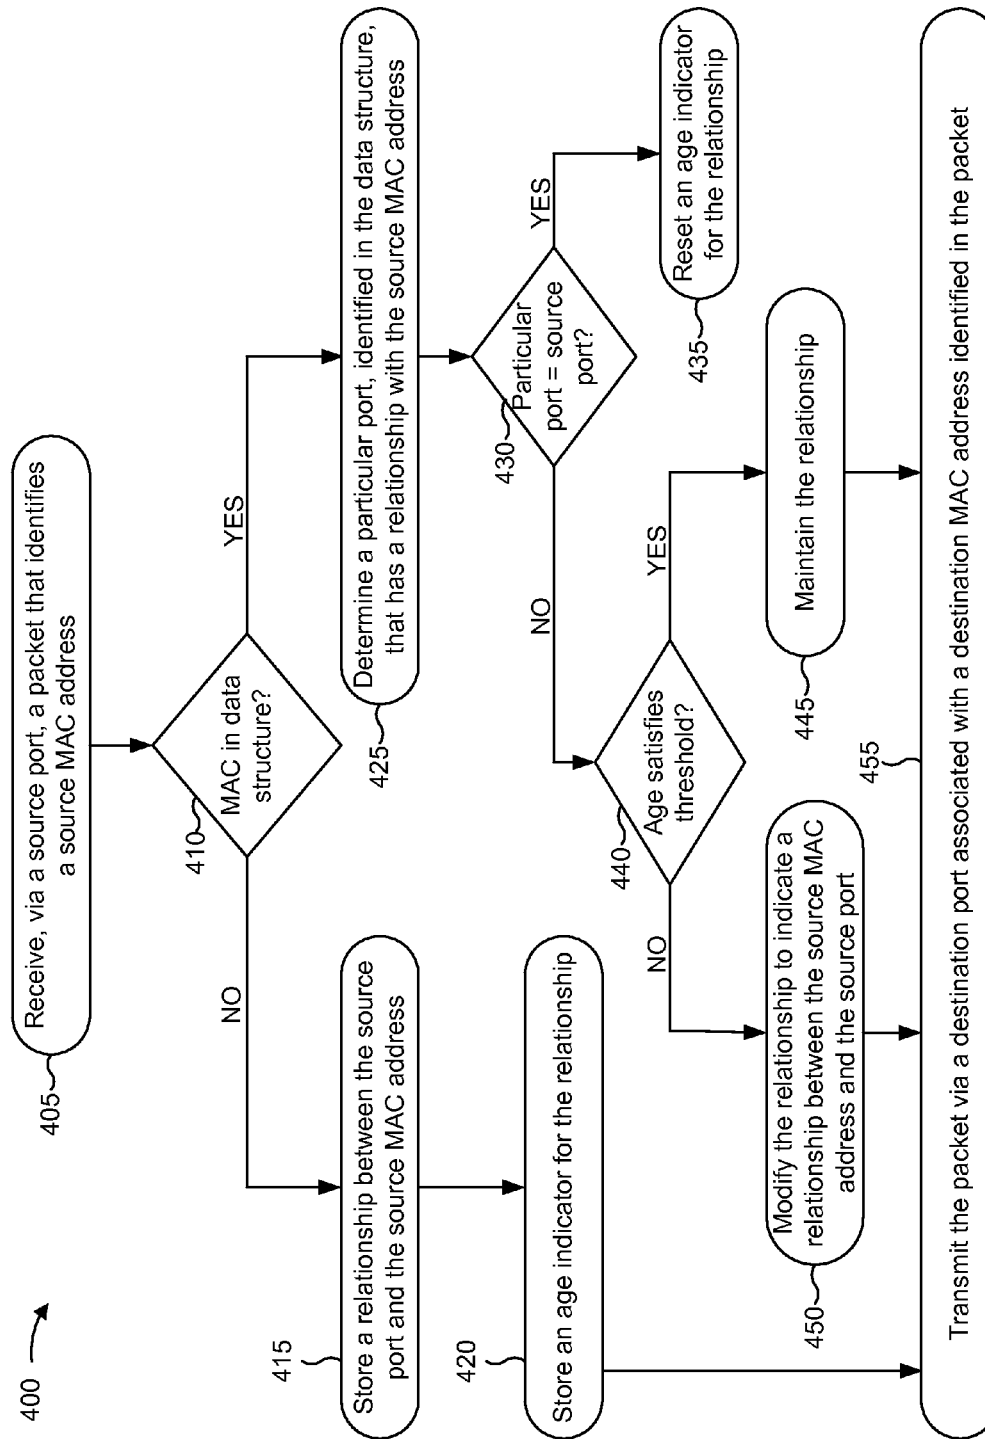 400
Receive, via a source port, a packet that identifies
a source MAC address
405
MAC in data
structure?
410
NO
YES
Store a relationship between the source
port and the source MAC address
415
Store an age indicator for the relationship
420
Determine a particular port, identified in the data structure,
that has a relationship with the source MAC address
425
Particular
port = source
port?
430
YES
NO
Reset an age indicator
for the relationship
435
Age satisfies
threshold?
440
NO
YES
Maintain the relationship
445
Modify the relationship to indicate a
relationship between the source MAC
address and the source port
450
455
Transmit the packet via a destination port associated with a destination MAC address identified in the packet